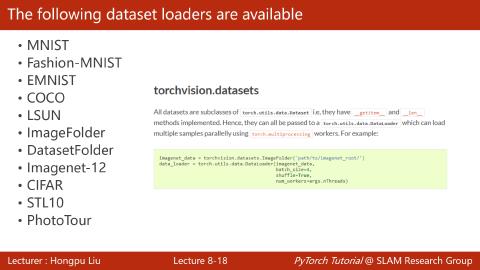 The following dataset loaders are available
• MNIST
• Fashion-MNIST
• EMNIST
• COCO
• LSUN
• ImageFolder
• DatasetFolder
• Imagenet-12
• CIFAR
• STL10
• PhotoTour
torchvision.datasets
All datasets are subclasses of torch.utils.data.Dataset i.e, they have __getitem__ and __len__
methods implemented. Hence, they can all be passed to a torch.utils.data.DataLoader which can load
multiple samples parallelly using torch.multiprocessing workers. For example:
imagenet_data = torchvision.datasets.ImageFolder('path/to/imagenet_root/')
data_loader = torch.utils.data.DataLoader(imagenet_data,
batch_size=4,
shuffle=True,
num_workers=args.nThreads)
Lecturer : Hongpu Liu
Lecture 8-18
PyTorch Tutorial @ SLAM Research Group